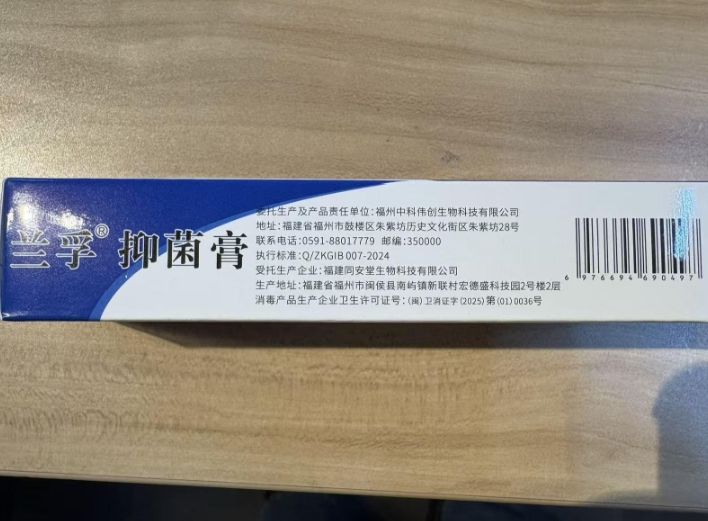 兰孚® 抑菌膏
委托生产及产品责任单位:福州中科伟创生物科技有限公司
地址:福建省福州市鼓楼区朱紫坊历史文化街区朱紫坊28号
联系电话:0591-88017779 邮编:350000
执行标准:Q/ZKGIB 007-2024
受托生产企业:福建同安堂生物科技有限公司
生产地址:福建省福州市闽侯县南屿镇新联村宏德盛科技园2号楼2层
消毒产品生产企业卫生许可证号:(闽)卫消证字(2025)第(01)0036号
6 976694 690497